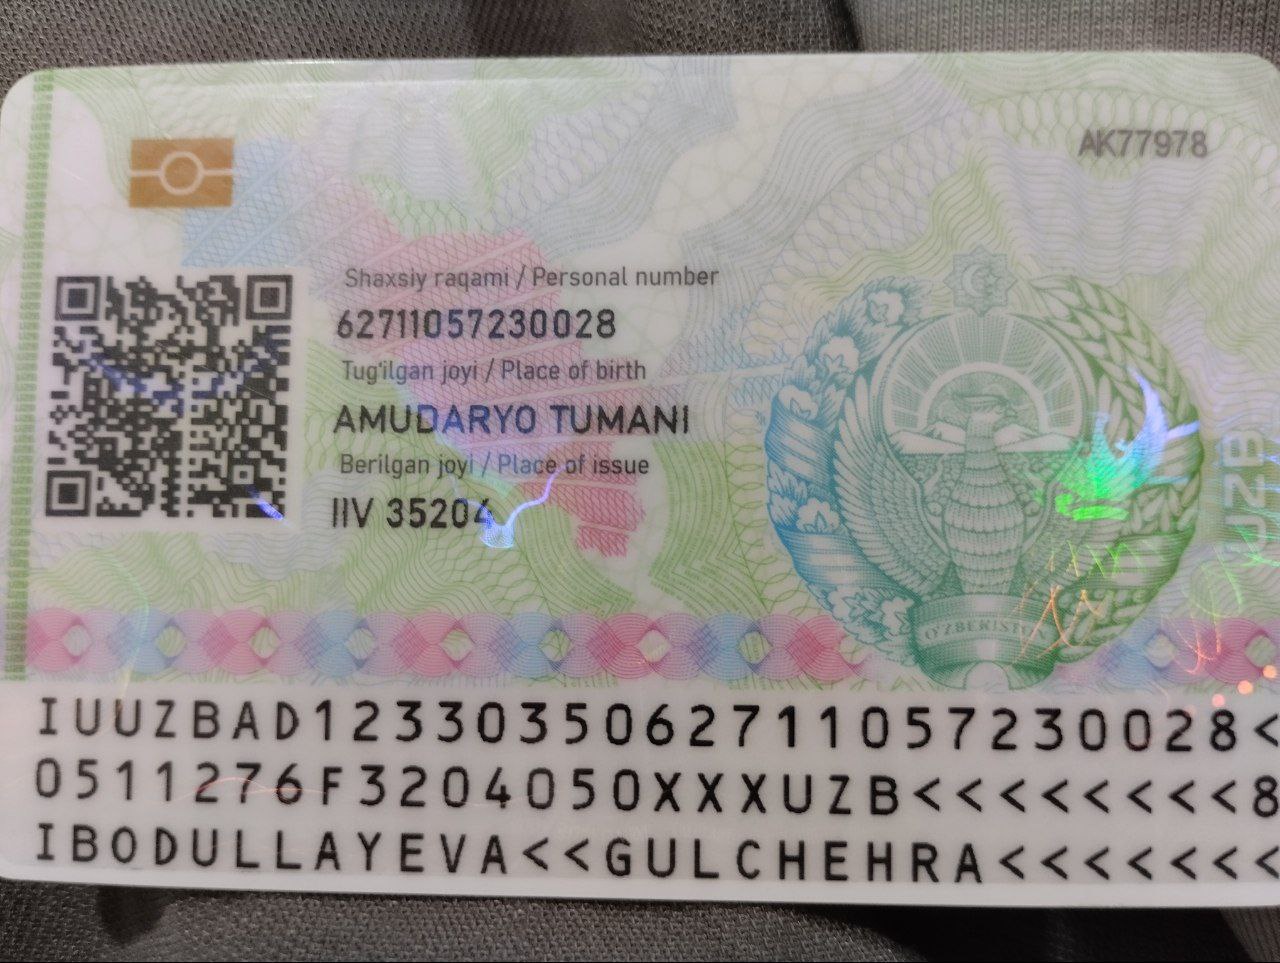 AK77978
Shaxsiy raqami / Personal number
62711057230028
Tug'ilgan joyi / Place of birth
AMUDARYO TUMANI
Berilgan joyi / Place of issue
IIV 35204
O'ZBEKISTON
UZB
IUUZBAD1233035062711057230028<
0511276F3204050XXXUZB<<<<<<<<8
IBODULLAYEVA<<GULCHEHRA<<<<<<<